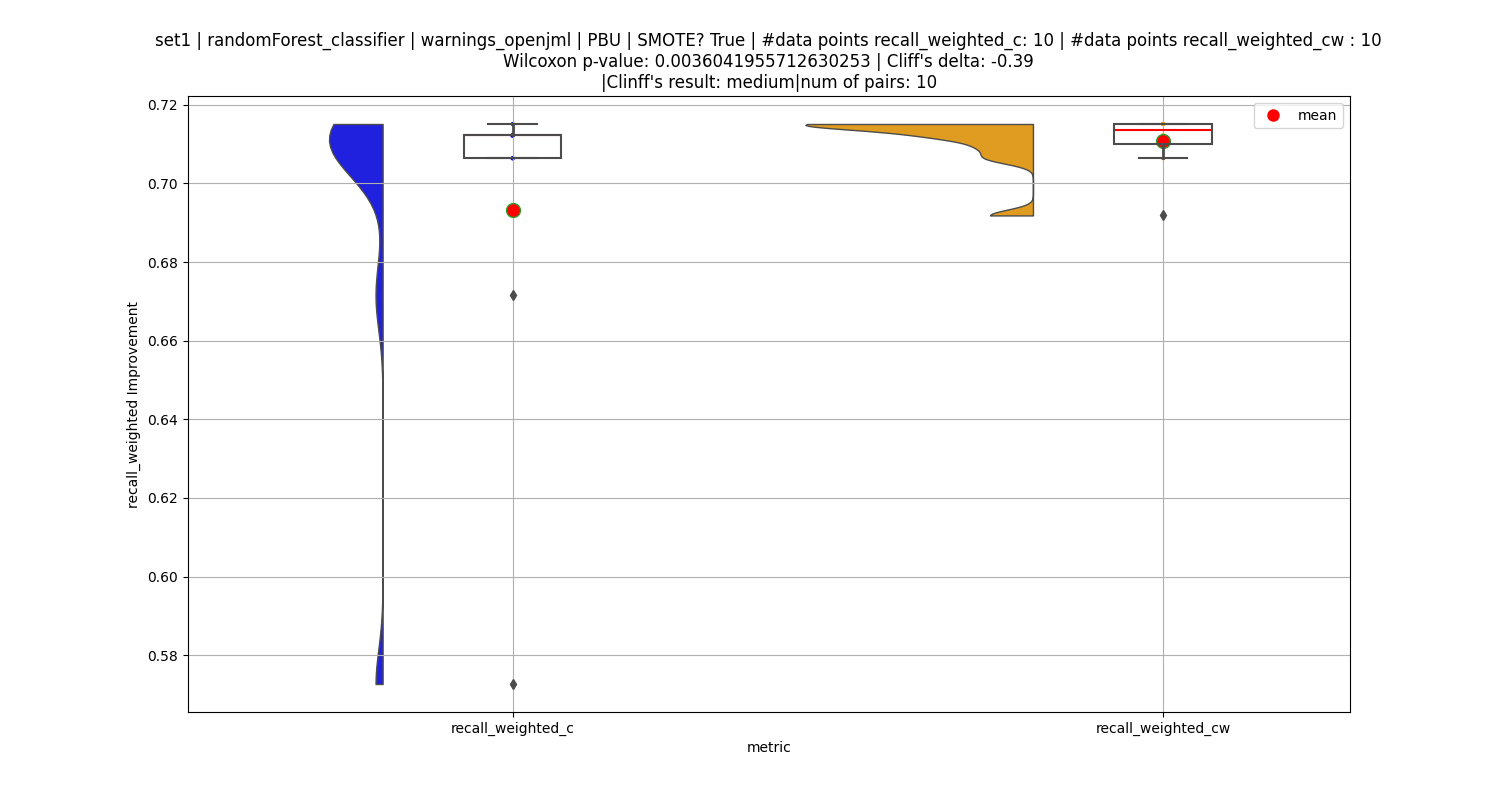 set1 | randomForest_classifier | warnings_openjml | PBU | SMOTE? True | #data points recall_weighted_c: 10 | #data points recall_weighted_cw : 10
Wilcoxon p-value: 0.0036041955712630253 | Cliff's delta: -0.39
|Clinff's result: medium|num of pairs: 10
mean
0.72
0.70
0.68
0.66
0.64
0.62
0.60
0.58
recall_weighted Improvement
recall_weighted_c
recall_weighted_cw
metric